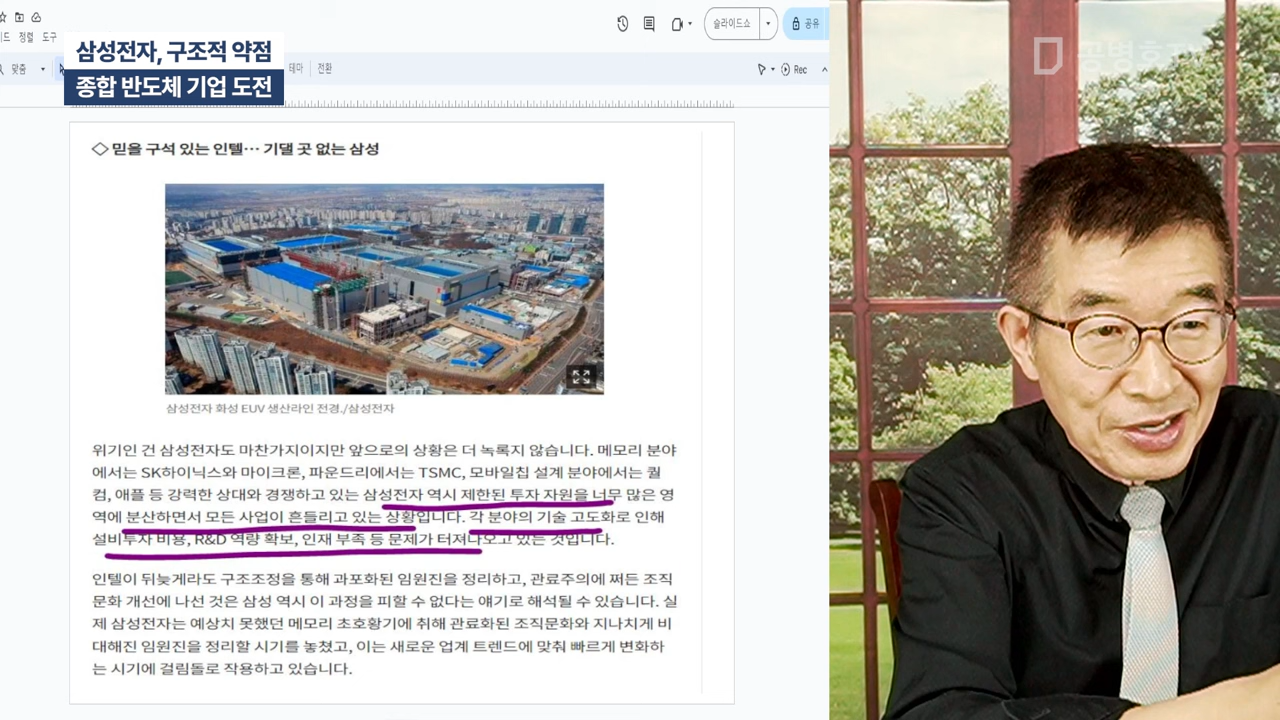 드 정렬 도구
슬라이드쇼
공유
삼성전자, 구조적 약점
종합 반도체 기업 도전
맞춤
테마
전환
Rec
공병호TV
◇ 믿을 구석 있는 인텔… 기댈 곳 없는 삼성
삼성전자 화성 EUV 생산라인 전경./삼성전자
위기인 건 삼성전자도 마찬가지이지만 앞으로의 상황은 더 녹록지 않습니다. 메모리 분야
에서는 SK하이닉스와 마이크론, 파운드리에서는 TSMC, 모바일칩 설계 분야에서는 퀄
컴, 애플 등 강력한 상대와 경쟁하고 있는 삼성전자 역시 제한된 투자 자원을 너무 많은 영
역에 분산하면서 모든 사업이 흔들리고 있는 상황입니다. 각 분야의 기술 고도화로 인해
설비투자 비용, R&D 역량 확보, 인재 부족 등 문제가 터져나오고 있는 것입니다.
인텔이 뒤늦게라도 구조조정을 통해 과포화된 임원진을 정리하고, 관료주의에 쩌든 조직
문화 개선에 나선 것은 삼성 역시 이 과정을 피할 수 없다는 얘기로 해석될 수 있습니다. 실
제 삼성전자는 예상치 못했던 메모리 초호황기에 취해 관료화된 조직문화와 지나치게 비
대해진 임원진을 정리할 시기를 놓쳤고, 이는 새로운 업계 트렌드에 맞춰 빠르게 변화하
는 시기에 걸림돌로 작용하고 있습니다.